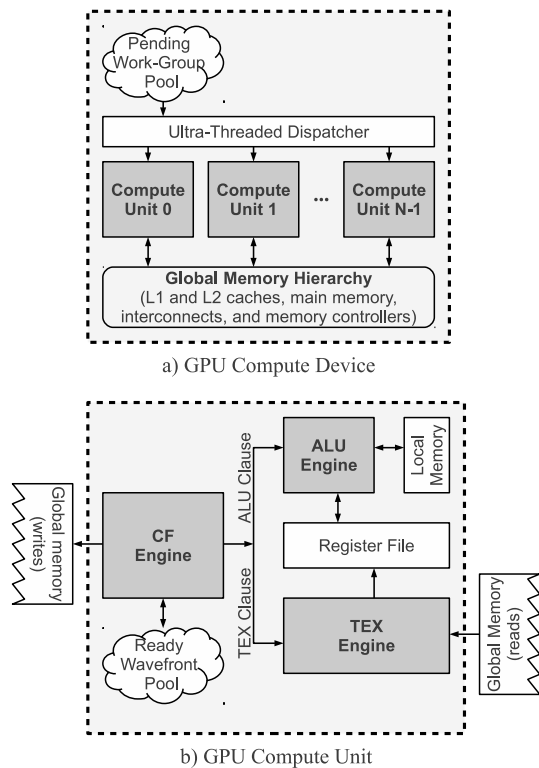 Pending
Work-Group
Pool
Ultra-Threaded Dispatcher
Compute
Unit 0
Compute
Unit 1
...
Compute
Unit N-1
Global Memory Hierarchy
(L1 and L2 caches, main memory,
interconnects, and memory controllers)
a) GPU Compute Device
Global memory
(writes)
CF
Engine
Ready
Wavefront
Pool
ALU Clause
TEX Clause
ALU
Engine
Local
Memory
Register File
TEX
Engine
Global Memory
(reads)
b) GPU Compute Unit